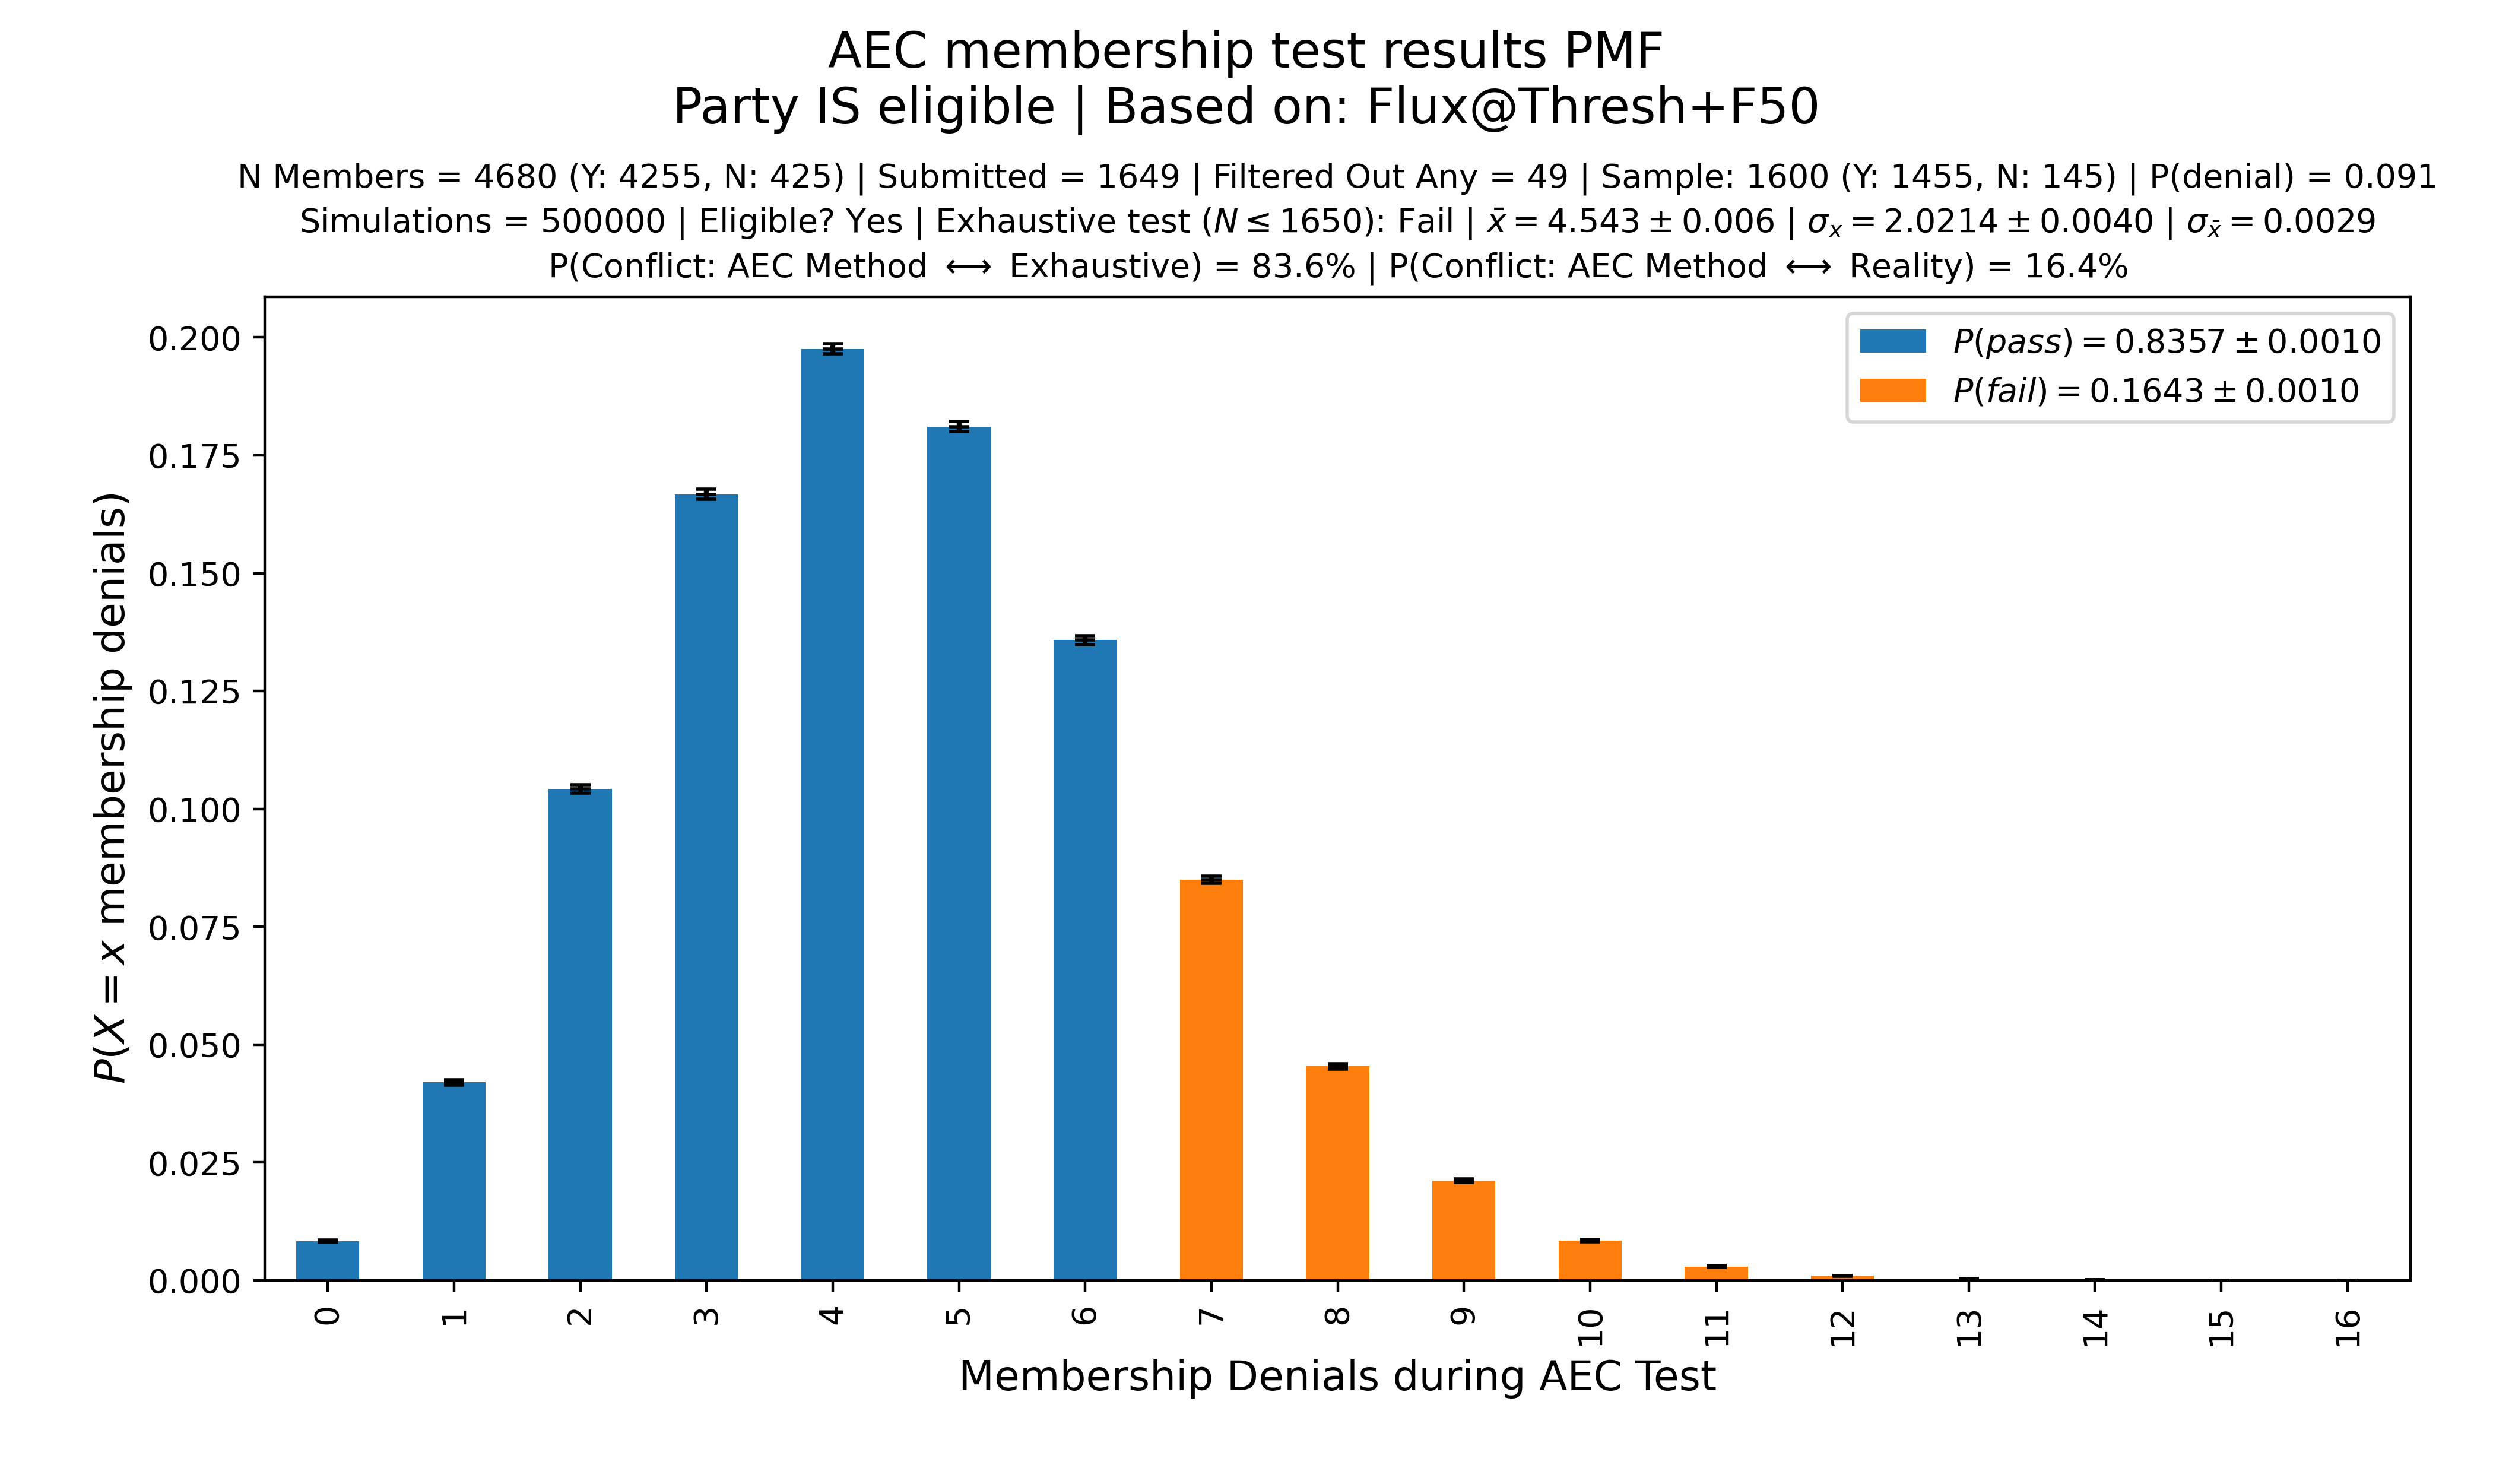 AEC membership test results PMF
Party IS eligible | Based on: Flux@Thresh+F50
N Members = 4680 (Y: 4255, N: 425) | Submitted = 1649 | Filtered Out Any = 49 | Sample: 1600 (Y: 1455, N: 145) | P(denial) = 0.091
Simulations = 500000 | Eligible? Yes | Exhaustive test (N ≤ 1650): Fail | x̄ = 4.543 ± 0.006 | σₓ = 2.0214 ± 0.0040 | σ_x̄ = 0.0029
P(Conflict: AEC Method ⟷ Exhaustive) = 83.6% | P(Conflict: AEC Method ⟷ Reality) = 16.4%
P(pass) = 0.8357 ± 0.0010
P(fail) = 0.1643 ± 0.0010
P(X = x membership denials)
0.200
0.175
0.150
0.125
0.100
0.075
0.050
0.025
0.000
0 1 2 3 4 5 6 7 8 9 10 11 12 13 14 15 16
Membership Denials during AEC Test